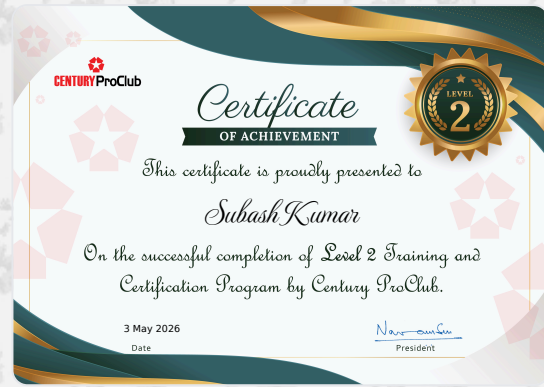 CENTURY ProClub
LEVEL
2
Certificate
OF ACHIEVEMENT
This certificate is proudly presented to
Subash Kumar
On the successful completion of Level 2 Training and
Certification Program by Century ProClub.
3 May 2026
Date
President